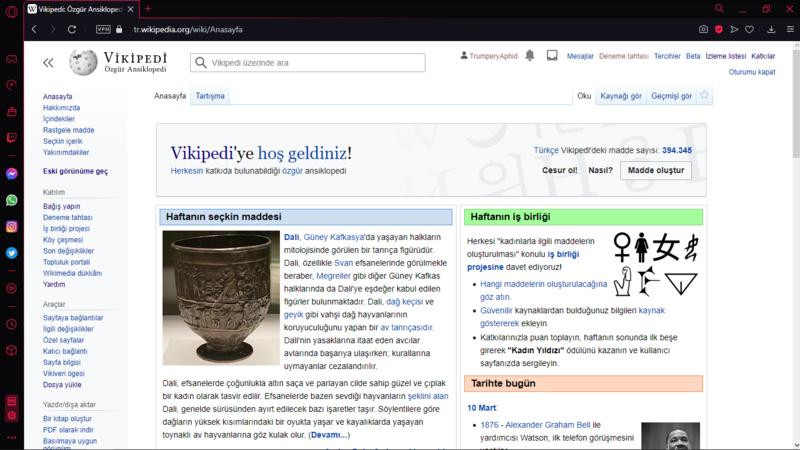 Vikipedi: Özgür Ansikloped
VPN
tr.wikipedia.org/wiki/Anasayfa
VİKİPEDİ
Özgür Ansiklopedi
Vikipedi üzerinde ara
TrumperyAphid
Mesajlar
Deneme tahtası
Tercihler
Beta
İzleme listesi
Katkılar
Oturumu kapat
Anasayfa
Hakkımızda
İçindekiler
Rastgele madde
Seçkin içerik
Yakınımdakiler
Eski görünüme geç
Katılım
Bağış yapın
Deneme tahtası
İş birliği projesi
Köy çeşmesi
Son değişiklikler
Topluluk portali
Wikimedia dükkânı
Yardım
Araçlar
Sayfaya bağlantılar
İlgili değişiklikler
Özel sayfalar
Kalıcı bağlantı
Sayfa bilgisi
Vikiveri ögesi
Dosya yükle
Yazdır/dışa aktar
Bir kitap oluştur
PDF olarak indir
Basılmaya uygun
görünüm
Anasayfa
Tartışma
Oku
Kaynağı gör
Geçmişi gör
Vikipedi'ye hoş geldiniz!
Herkesin katkıda bulunabildiği özgür ansiklopedi
Türkçe Vikipedi'deki madde sayısı: 394.345
Cesur ol!
Nasıl?
Madde oluştur
Haftanın seçkin maddesi
Dali, Güney Kafkasya'da yaşayan halkların
mitolojisinde görülen bir tanrıça figürüdür.
Dali, özellikle Svan efsanelerinde görülmekle
beraber, Megreller gibi diğer Güney Kafkas
halklarında da Dali'ye eşdeğer kabul edilen
figürler bulunmaktadır. Dali, dağ keçisi ve
geyik gibi vahşi dağ hayvanlarının
koruyuculuğunu yapan bir av tanrıçasıdır.
Dali'nin yasaklarına itaat eden avcılar
avlarında başarıya ulaşırken; kurallarına
uymayanlar cezalandırılır.
Dali, efsanelerde çoğunlukla altın saça ve parlayan cilde sahip güzel ve çıplak
bir kadın olarak tasvir edilir. Efsanelerde bazen sevdiği hayvanların şeklini alan
Dali, genelde sürüsünden ayırt edilecek bazı işaretler taşır. Söylentilere göre
dağların yüksek kısımlarındaki bir oyukta yaşar ve kayalıklarda yaşayan
toynaklı av hayvanlarına göz kulak olur. (Devamı...)
Haftanın iş birliği
Herkesi "kadınlarla ilgili maddelerin
oluşturulması" konulu iş birliği
projesine davet ediyoruz!
女
Hangi maddelerin oluşturulacağına
göz atın.
Güvenilir kaynaklardan bulduğunuz bilgileri kaynak
göstererek ekleyin.
Katkılarınızla puan toplayın, haftanın sonunda ilk beşe
girerek "Kadın Yıldızı" ödülünü kazanın ve kullanıcı
sayfanızda sergileyin.
Tarihte bugün
10 Mart:
1876 - Alexander Graham Bell ile
yardımcısı Watson, ilk telefon görüşmesini